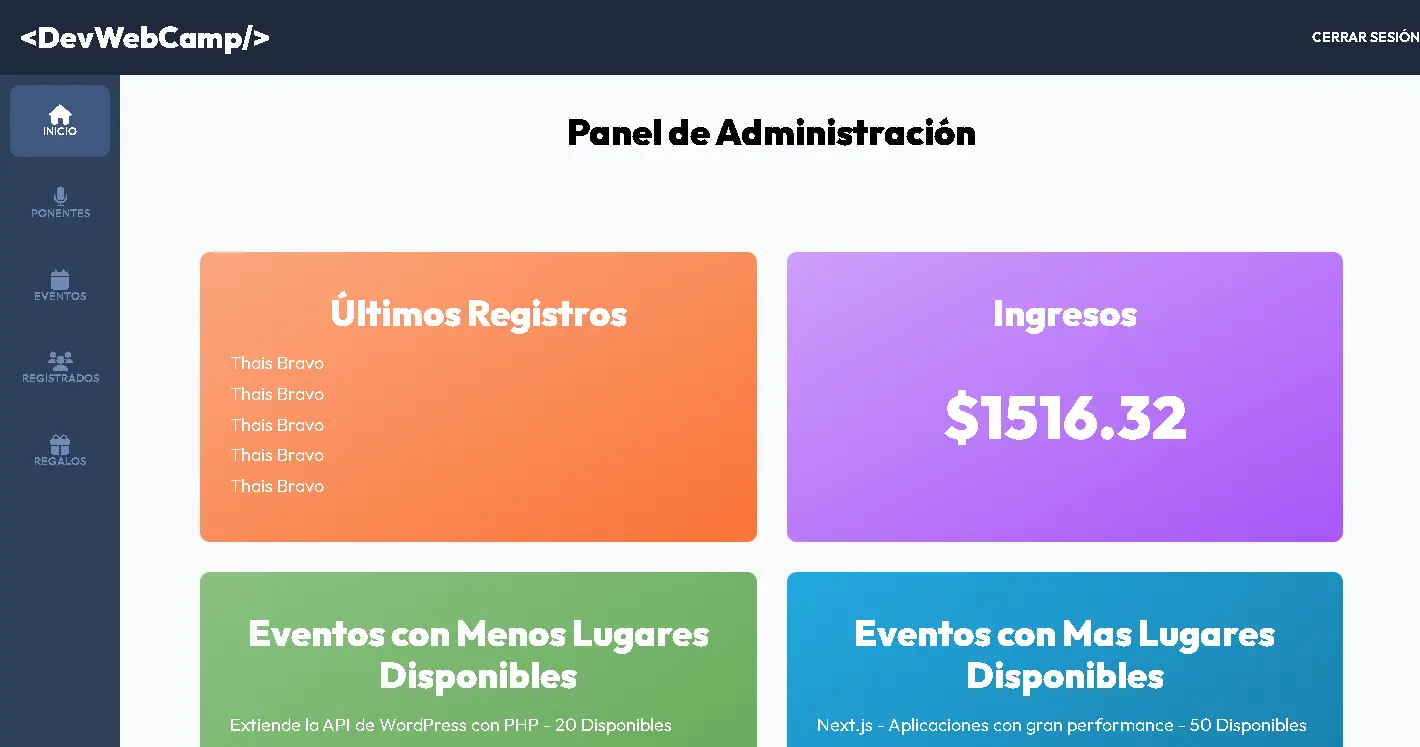 <DevWebCamp/>
CERRAR SESIÓN
INICIO
PONENTES
EVENTOS
REGISTRADOS
REGALOS
Panel de Administración
Últimos Registros
Thais Bravo
Thais Bravo
Thais Bravo
Thais Bravo
Thais Bravo
Ingresos
$1516.32
Eventos con Menos Lugares
Disponibles
Extiende la API de WordPress con PHP - 20 Disponibles
Eventos con Mas Lugares
Disponibles
Next.js - Aplicaciones con gran performance - 50 Disponibles